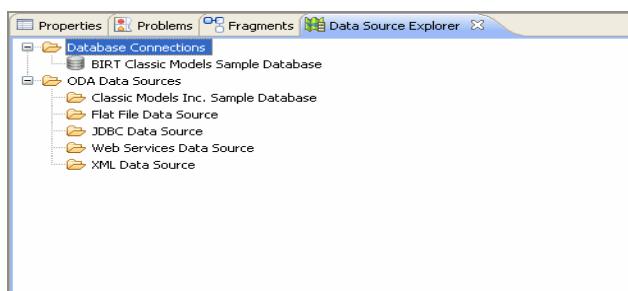 Properties Problems Fragments Data Source Explorer
Database Connections
BIRT Classic Models Sample Database
ODA Data Sources
Classic Models Inc. Sample Database
Flat File Data Source
JDBC Data Source
Web Services Data Source
XML Data Source